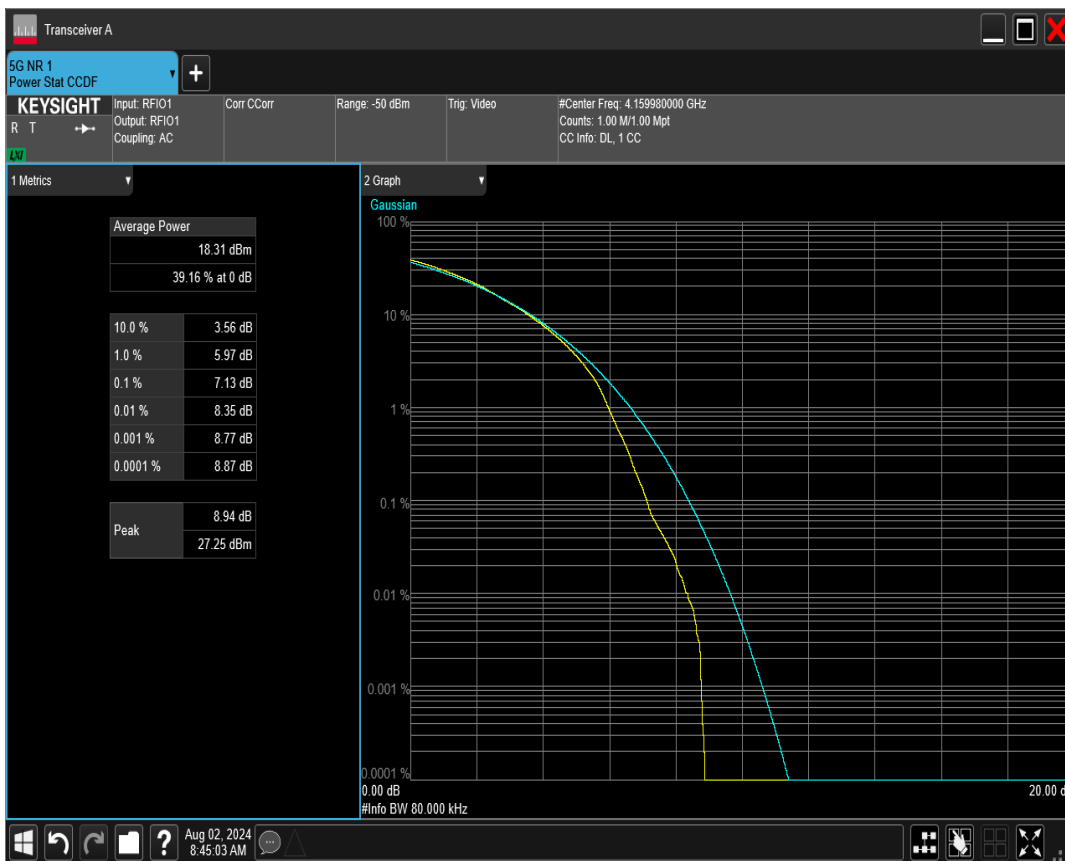 Transceiver A
5G NR 1
Power Stat CCDF
KEYSIGHT
R T
LXI
Input: RFIO1
Output: RFIO1
Coupling: AC
Corr CCorr
Range: -50 dBm
Trig: Video
#Center Freq: 4.159980000 GHz
Counts: 1.00 M/1.00 Mpt
CC Info: DL, 1 CC
1 Metrics
Average Power
18.31 dBm
39.16 % at 0 dB
10.0 % 3.56 dB
1.0 % 5.97 dB
0.1 % 7.13 dB
0.01 % 8.35 dB
0.001 % 8.77 dB
0.0001 % 8.87 dB
Peak 8.94 dB
27.25 dBm
2 Graph
Gaussian
100 %
10 %
1 %
0.1 %
0.01 %
0.001 %
0.0001 %
0.00 dB 20.00 d
#Info BW 80.000 kHz
Aug 02, 2024
8:45:03 AM